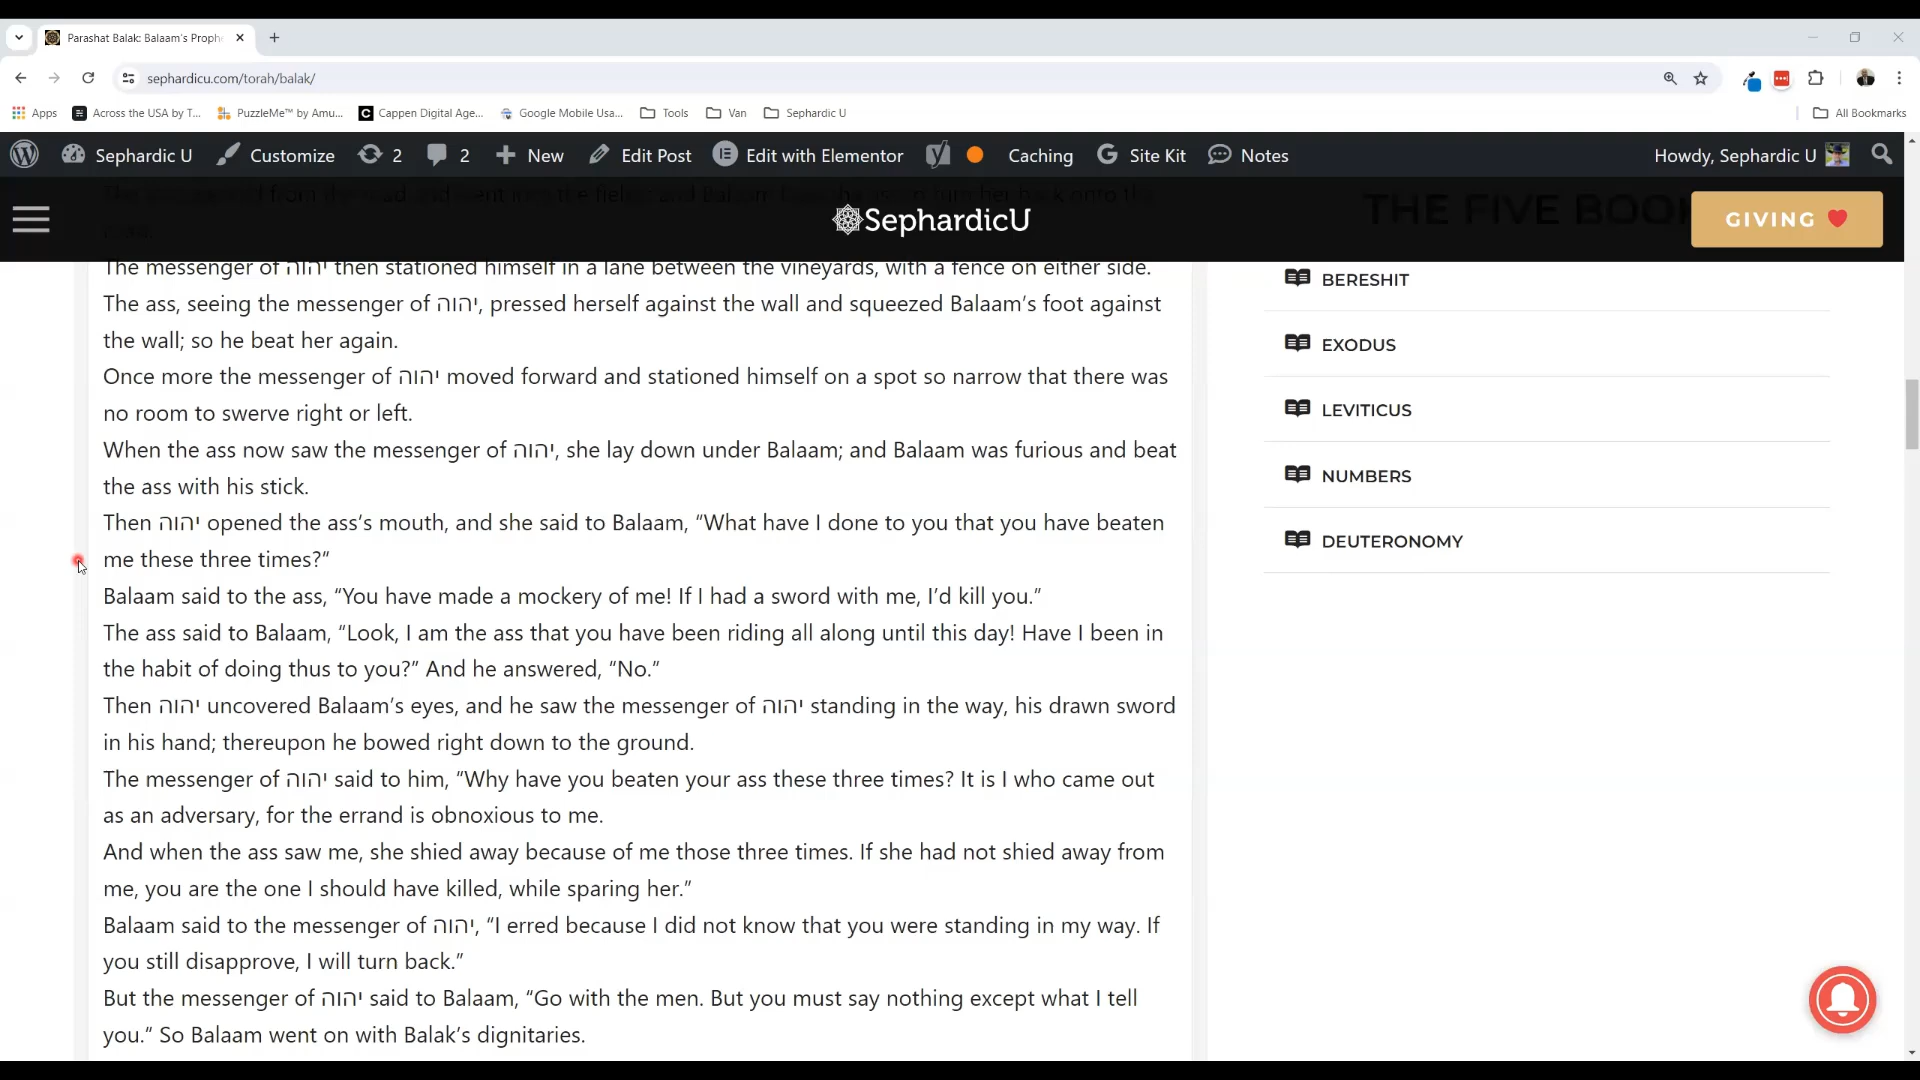 Parashat Balak: Balaam's Proph
sephardicu.com/torah/balak/
Apps
Across the USA by T...
PuzzleMe™ by Amu...
Cappen Digital Age...
Google Mobile Usa...
Tools
Van
Sephardic U
All Bookmarks
Sephardic U
Customize
2
2
New
Edit Post
Edit with Elementor
Caching
Site Kit
Notes
Howdy, Sephardic U
SephardicU
THE FIVE BOO
GIVING
The messenger of יהוה then stationed himself in a lane between the vineyards, with a fence on either side.
The ass, seeing the messenger of יהוה, pressed herself against the wall and squeezed Balaam's foot against
the wall; so he beat her again.
Once more the messenger of יהוה moved forward and stationed himself on a spot so narrow that there was
no room to swerve right or left.
When the ass now saw the messenger of יהוה, she lay down under Balaam; and Balaam was furious and beat
the ass with his stick.
Then יהוה opened the ass's mouth, and she said to Balaam, “What have I done to you that you have beaten
me these three times?“
Balaam said to the ass, “You have made a mockery of me! If I had a sword with me, I'd kill you.”
The ass said to Balaam, “Look, I am the ass that you have been riding all along until this day! Have I been in
the habit of doing thus to you?” And he answered, “No.”
Then יהוה uncovered Balaam's eyes, and he saw the messenger of יהוה standing in the way, his drawn sword
in his hand; thereupon he bowed right down to the ground.
The messenger of יהוה said to him, “Why have you beaten your ass these three times? It is I who came out
as an adversary, for the errand is obnoxious to me.
And when the ass saw me, she shied away because of me those three times. If she had not shied away from
me, you are the one I should have killed, while sparing her.”
Balaam said to the messenger of יהוה, “I erred because I did not know that you were standing in my way. If
you still disapprove, I will turn back.”
But the messenger of יהוה said to Balaam, “Go with the men. But you must say nothing except what I tell
you.“ So Balaam went on with Balak's dignitaries.
BERESHIT
EXODUS
LEVITICUS
NUMBERS
DEUTERONOMY